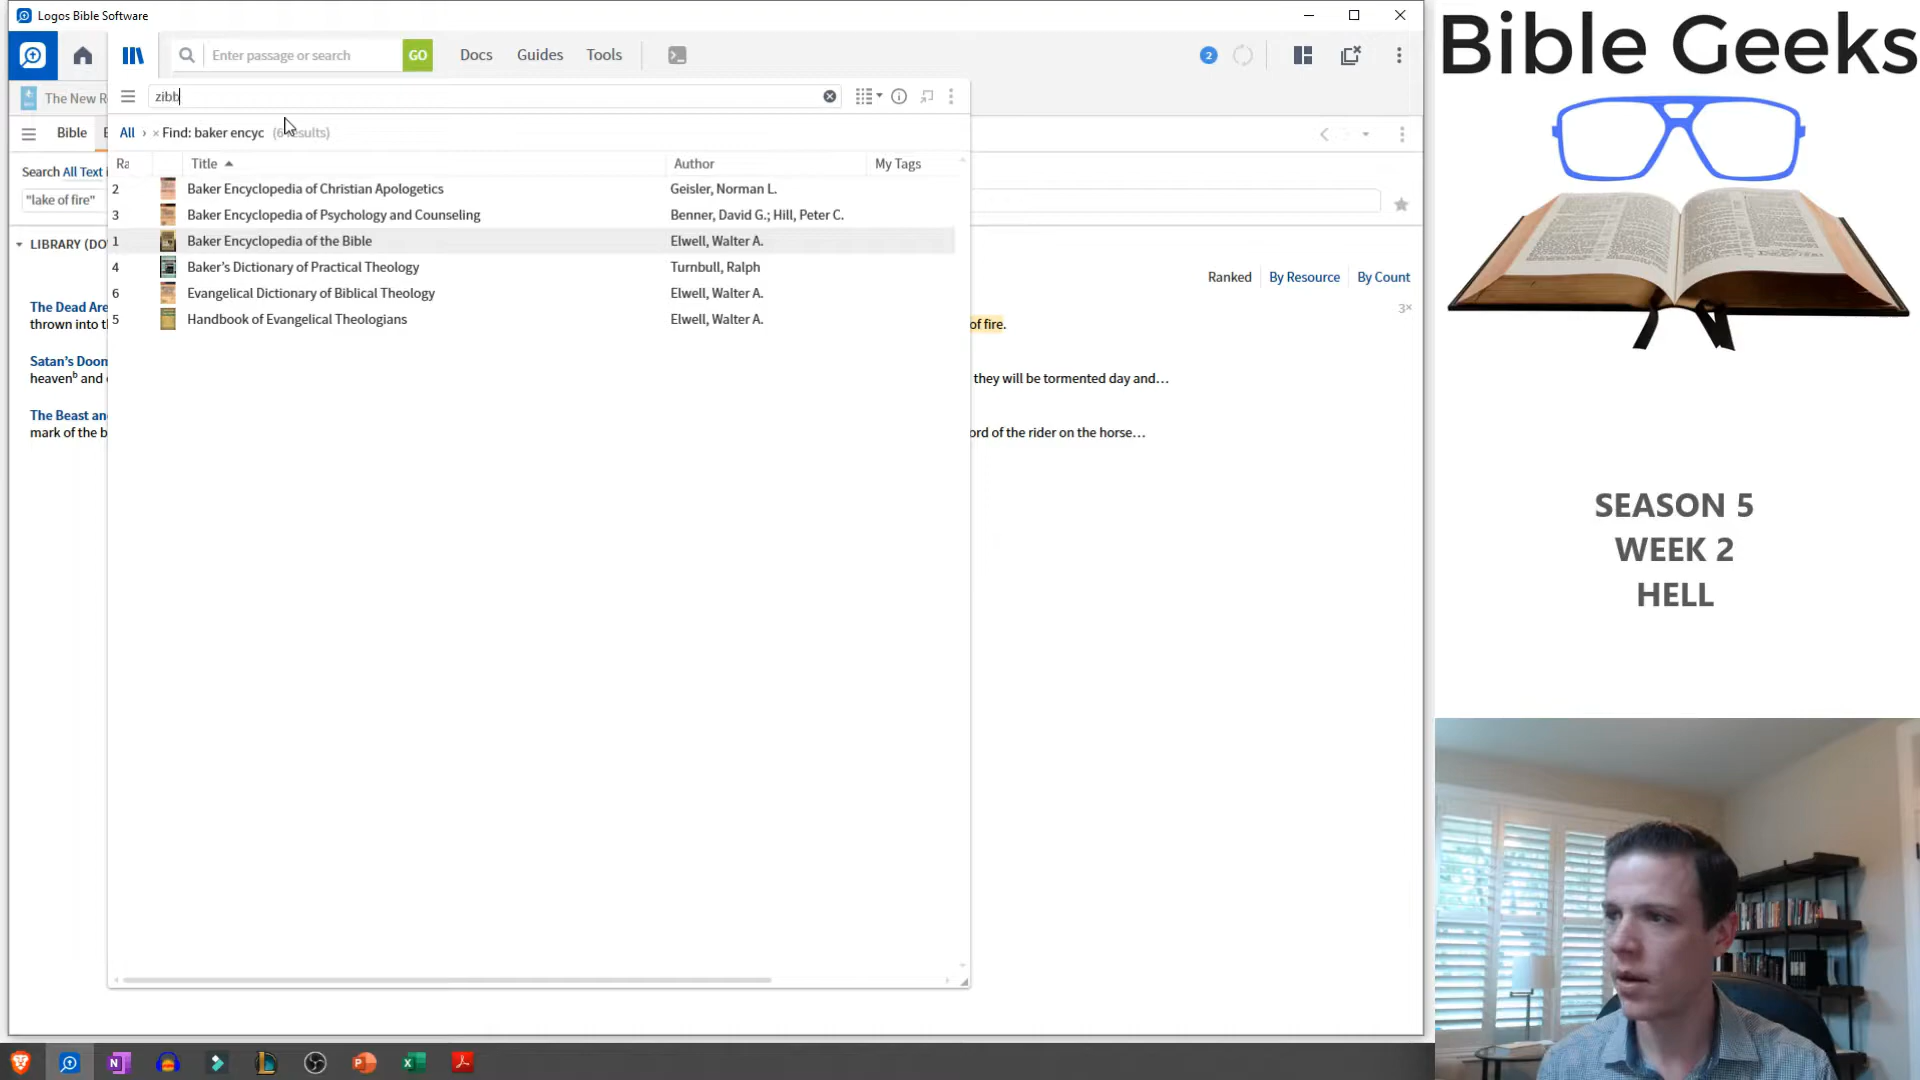 Logos Bible Software
Enter passage or search
GO
Docs
Guides
Tools
2
The New R
zibb
Bible
All › × Find: baker encyc
Ra
Title
Author
My Tags
Search All Text i
"lake of fire"
2 Baker Encyclopedia of Christian Apologetics Geisler, Norman L.
3 Baker Encyclopedia of Psychology and Counseling Benner, David G.; Hill, Peter C.
1 Baker Encyclopedia of the Bible Elwell, Walter A.
4 Baker’s Dictionary of Practical Theology Turnbull, Ralph
6 Evangelical Dictionary of Biblical Theology Elwell, Walter A.
5 Handbook of Evangelical Theologians Elwell, Walter A.
LIBRARY (DO
Ranked
By Resource
By Count
The Dead Are
3×
thrown into th
of fire.
Satan’s Doom
heavenᵇ and
they will be tormented day and…
The Beast an
mark of the b
ord of the rider on the horse…
Bible Geeks
SEASON 5
WEEK 2
HELL